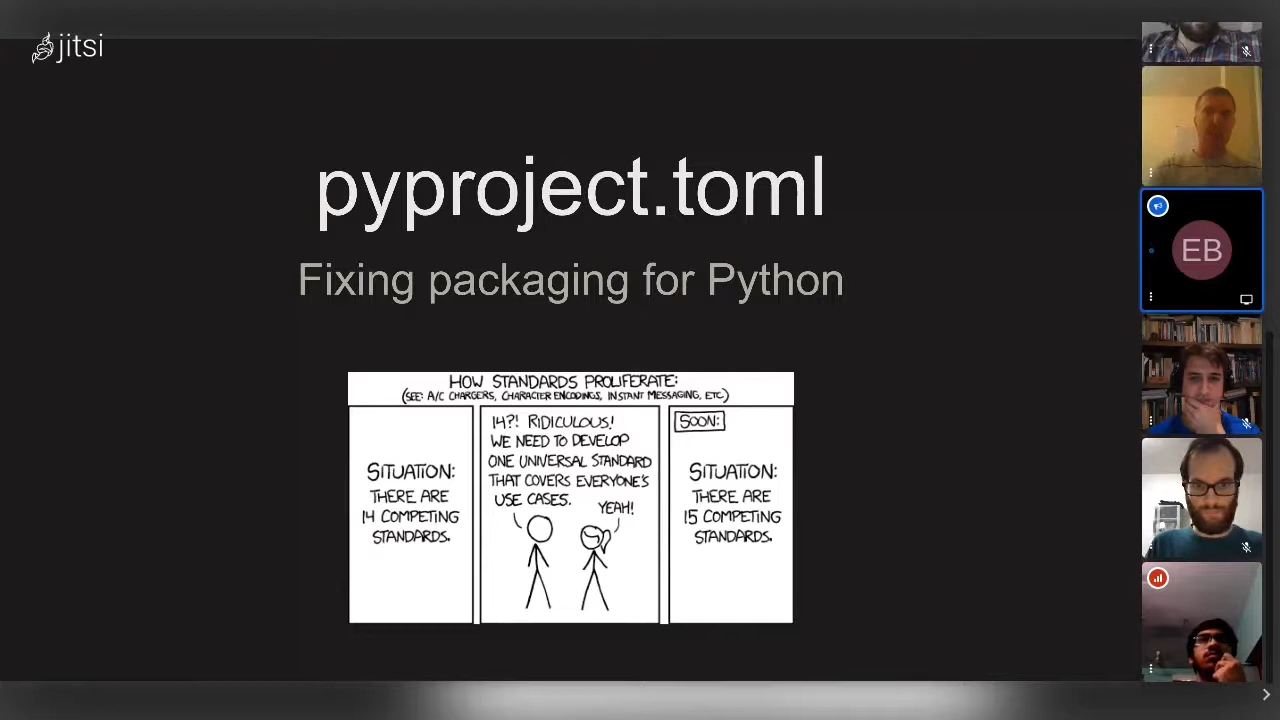 jitsi
pyproject.toml
Fixing packaging for Python
HOW STANDARDS PROLIFERATE:
(SEE: A/C CHARGERS, CHARACTER ENCODINGS, INSTANT MESSAGING, ETC.)
SITUATION:
THERE ARE
14 COMPETING
STANDARDS.
14?! RIDICULOUS!
WE NEED TO DEVELOP
ONE UNIVERSAL STANDARD
THAT COVERS EVERYONE'S
USE CASES.
YEAH!
SOON:
SITUATION:
THERE ARE
15 COMPETING
STANDARDS.
EB